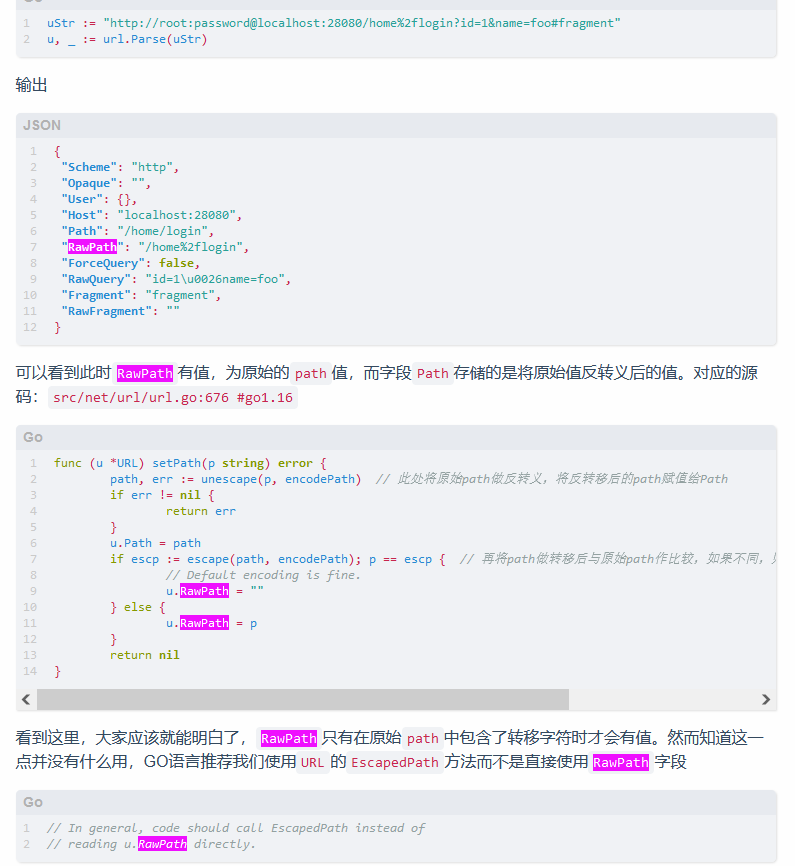 1 uStr := "http://root:password@localhost:28080/home%2flogin?id=1&name=foo#fragment"
2 u, _ := url.Parse(uStr)
输出
JSON
1 {
2 "Scheme": "http",
3 "Opaque": "",
4 "User": {},
5 "Host": "localhost:28080",
6 "Path": "/home/login",
7 "RawPath": "/home%2flogin",
8 "ForceQuery": false,
9 "RawQuery": "id=1\u0026name=foo",
10 "Fragment": "fragment",
11 "RawFragment": ""
12 }
可以看到此时 RawPath 有值，为原始的 path 值，而字段 Path 存储的是将原始值反转义后的值。对应的源
码： src/net/url/url.go:676 #go1.16
Go
1 func (u *URL) setPath(p string) error {
2 path, err := unescape(p, encodePath) // 此处将原始path做反转义，将反转移后的path赋值给Path
3 if err != nil {
4 return err
5 }
6 u.Path = path
7 if escp := escape(path, encodePath); p == escp { // 再将path做转移后与原始path作比较，如果不同，
8 // Default encoding is fine.
9 u.RawPath = ""
10 } else {
11 u.RawPath = p
12 }
13 return nil
14 }
看到这里，大家应该就能明白了， RawPath 只有在原始 path 中包含了转移字符时才会有值。然而知道这一
点并没有什么用，GO语言推荐我们使用 URL 的 EscapedPath 方法而不是直接使用 RawPath 字段
Go
1 // In general, code should call EscapedPath instead of
2 // reading u.RawPath directly.